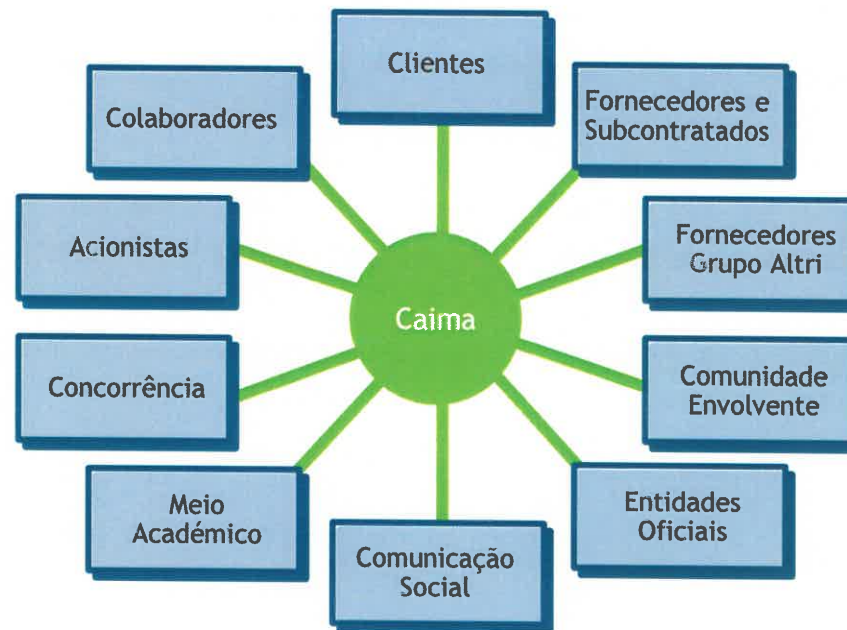 Clientes
Colaboradores
Fornecedores e
Subcontratados
Acionistas
Fornecedores
Grupo Altri
Caima
Concorrência
Comunidade
Envolvente
Meio
Académico
Entidades
Oficiais
Comunicação
Social